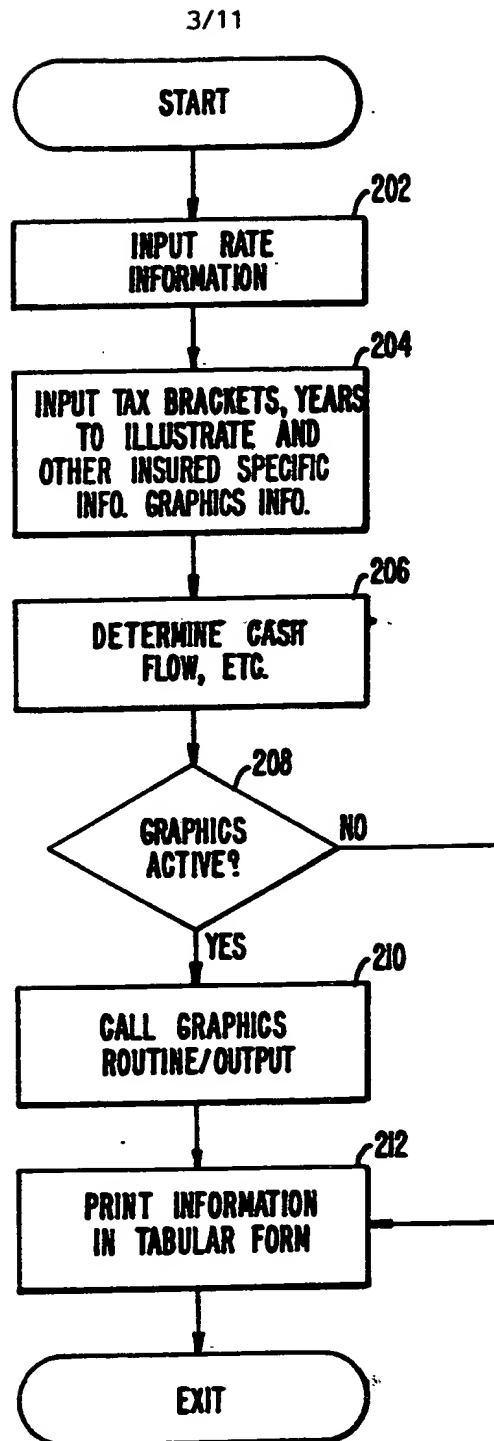 3/11
START
202
INPUT RATE
INFORMATION
204
INPUT TAX BRACKETS, YEARS
TO ILLUSTRATE AND
OTHER INSURED SPECIFIC
INFO. GRAPHICS INFO.
206
DETERMINE CASH
FLOW, ETC.
208
GRAPHICS
ACTIVE?
NO
YES
210
CALL GRAPHICS
ROUTINE/OUTPUT
212
PRINT INFORMATION
IN TABULAR FORM
EXIT